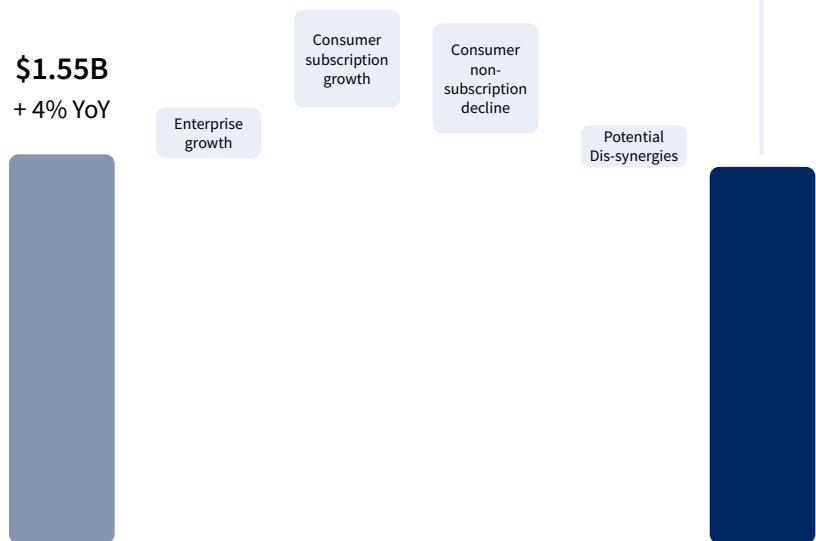 $1.55B
+ 4% YoY
Enterprise
growth
Consumer
subscription
growth
Consumer
non-
subscription
decline
Potential
Dis-synergies